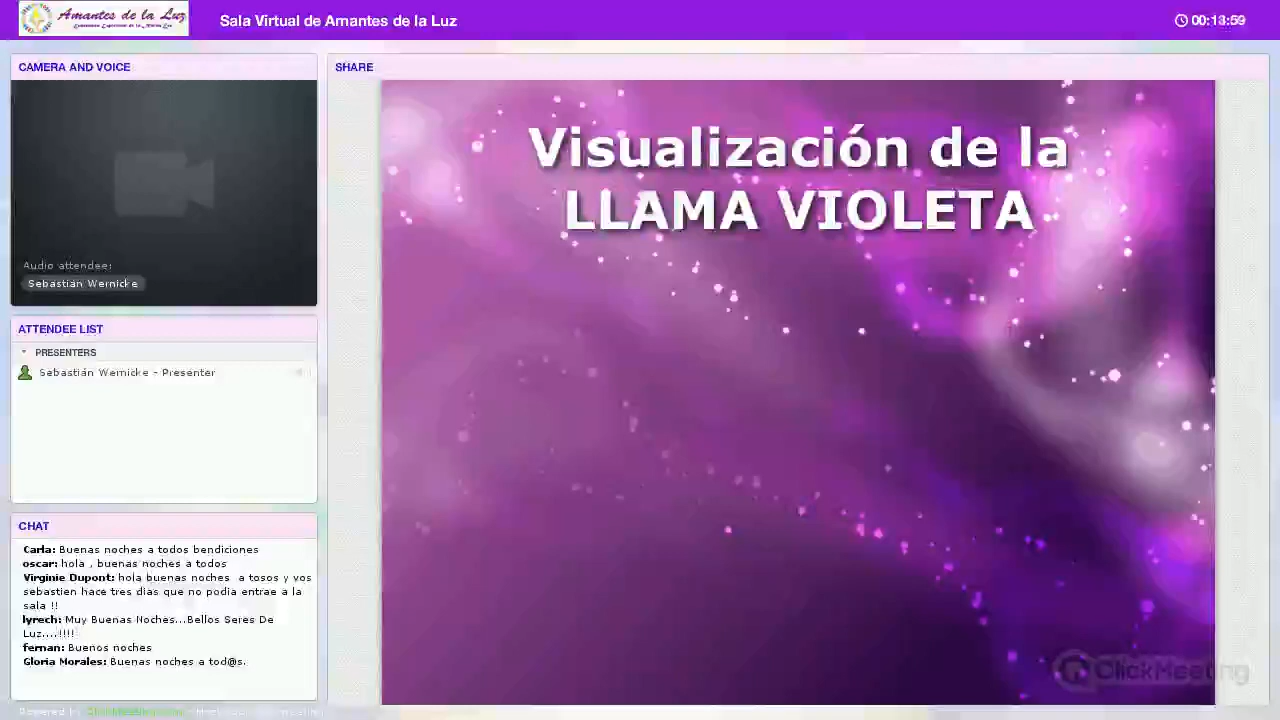 Amantes de la Luz
Sala Virtual de Amantes de la Luz
00:13:59
CAMERA AND VOICE
Audio attendee:
Sebastián Wernicke
ATTENDEE LIST
PRESENTERS
Sebastián Wernicke - Presenter
CHAT
Carla: Buenas noches a todos bendiciones
oscar: hola , buenas noches a todos
Virginie Dupont: hola buenas noches a tosos y vos
sebastien hace tres dias que no podia entrae a la
sala !!
lyrech: Muy Buenas Noches...Bellos Seres De
Luz....!!!!
fernan: Buenos noches
Gloria Morales: Buenas noches a tod@s.
SHARE
Visualización de la
LLAMA VIOLETA
ClickMeeting